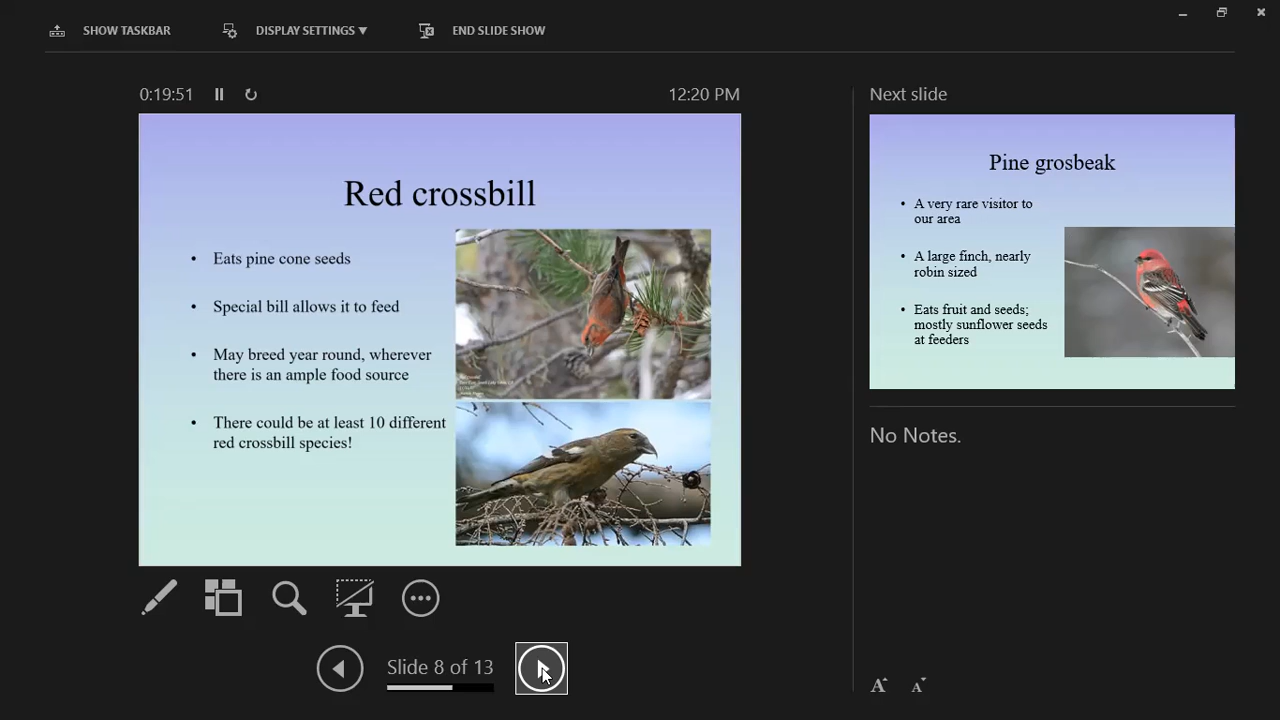 SHOW TASKBAR
DISPLAY SETTINGS ▼
END SLIDE SHOW
0:19:51
12:20 PM
Red crossbill
• Eats pine cone seeds
• Special bill allows it to feed
• May breed year round, wherever
there is an ample food source
• There could be at least 10 different
red crossbill species!
Slide 8 of 13
Next slide
Pine grosbeak
• A very rare visitor to
our area
• A large finch, nearly
robin sized
• Eats fruit and seeds;
mostly sunflower seeds
at feeders
No Notes.
A A